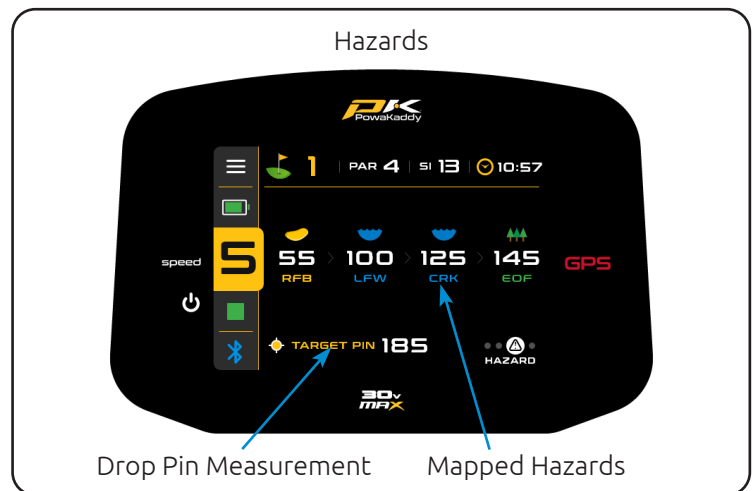 Hazards
PK
PowaKaddy
1 PAR 4 SI 13 10:57
speed S 55 > 100 > 125 > 145 GPS
RFB LFW CRK EOF
TARGET PIN 185
HAZARD
30V
MAX
Drop Pin Measurement Mapped Hazards